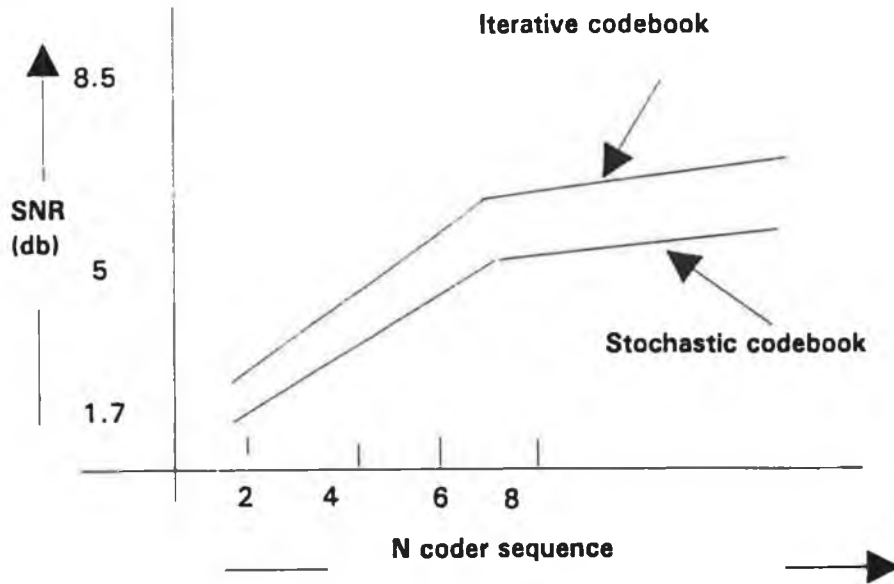 Iterative codebook
8.5
SNR
(db)
5
Stochastic codebook
1.7
2 4 6 8
N coder sequence